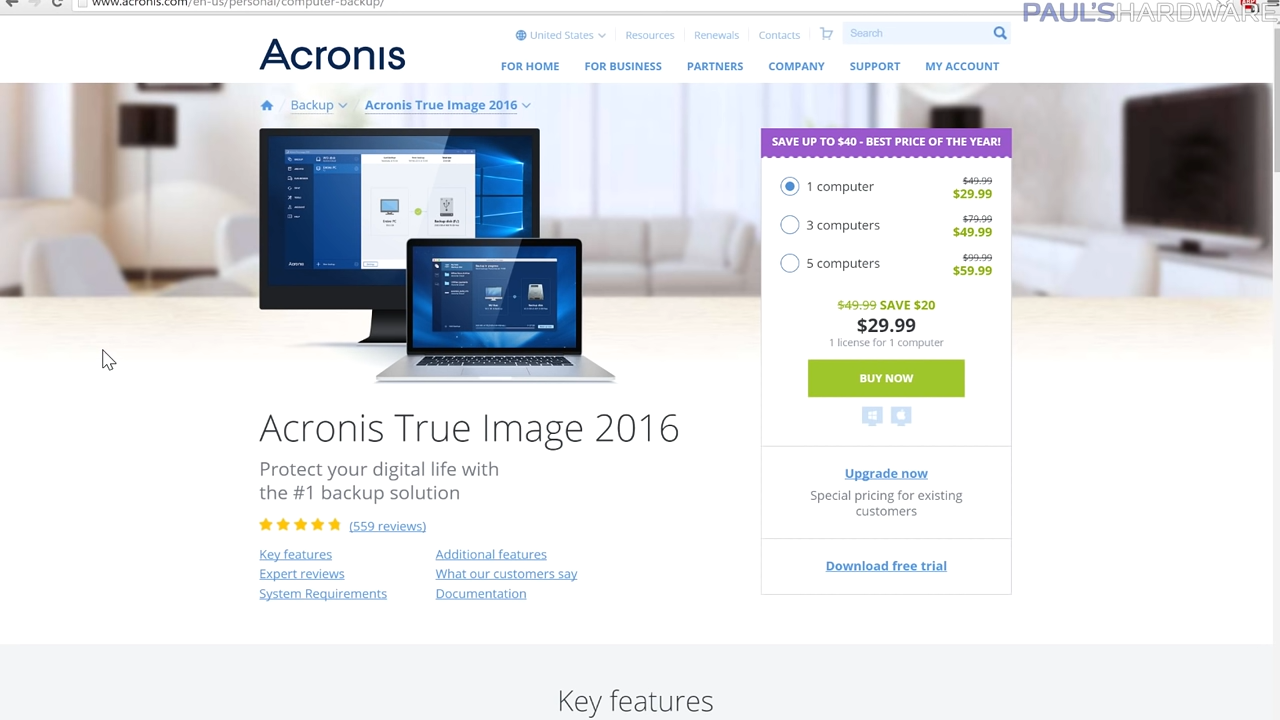 www.acronis.com/en-us/personal/computer-backup/
PAUL'SHARDWARE
Acronis
United States
Resources
Renewals
Contacts
Search
FOR HOME
FOR BUSINESS
PARTNERS
COMPANY
SUPPORT
MY ACCOUNT
Backup
Acronis True Image 2016
SAVE UP TO $40 - BEST PRICE OF THE YEAR!
1 computer
$49.99
$29.99
3 computers
$79.99
$49.99
5 computers
$99.99
$59.99
$49.99 SAVE $20
$29.99
1 license for 1 computer
BUY NOW
Upgrade now
Special pricing for existing
customers
Download free trial
Acronis
Acronis True Image 2016
Protect your digital life with
the #1 backup solution
(559 reviews)
Key features
Additional features
Expert reviews
What our customers say
System Requirements
Documentation
Key features